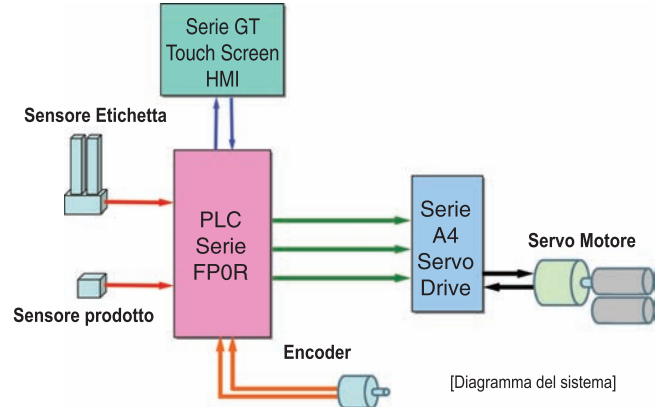 Serie GT
Touch Screen
HMI
Sensore Etichetta
PLC
Serie
FP0R
Serie
A4
Servo
Drive
Servo Motore
Sensore prodotto
Encoder
[Diagramma del sistema]